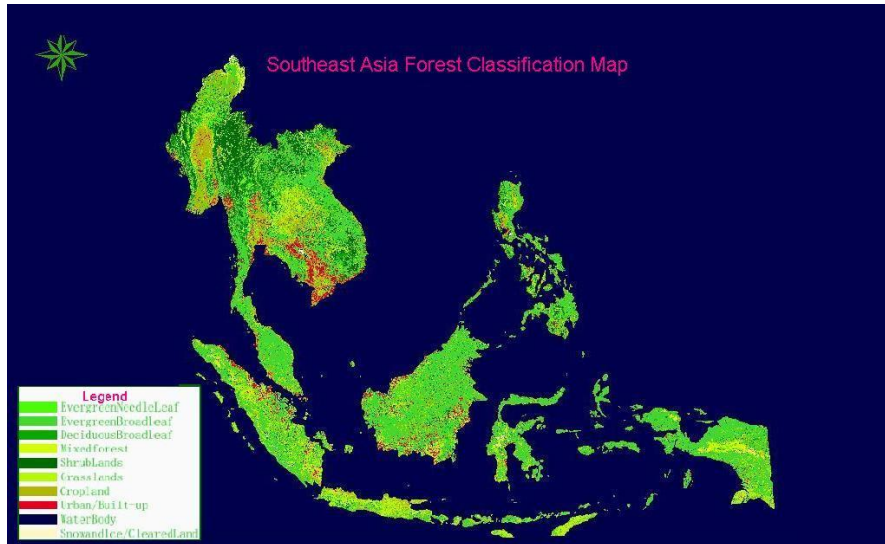 Southeast Asia Forest Classification Map
Legend
EvergreenNeedleLeaf
EvergreenBroadLeaf
DeciduousBroadleaf
Mixedforest
ShrubLands
Grasslands
Cropland
Urban/Built-up
WaterBody
SnowandIce/ClearedLand